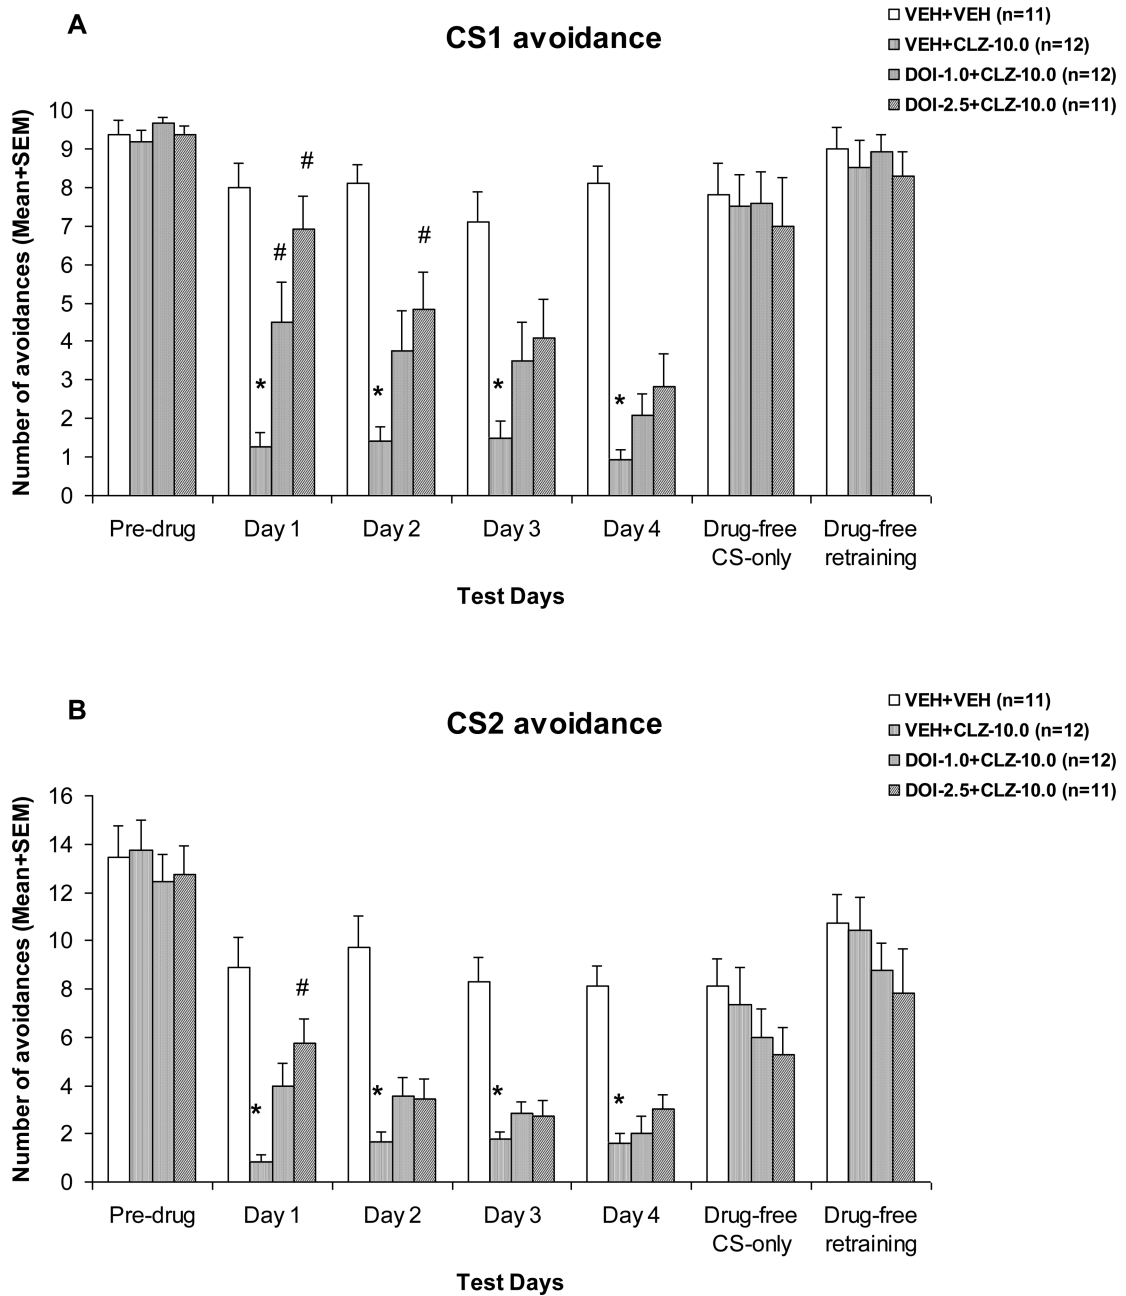 A
CS1 avoidance
VEH+VEH (n=11)
VEH+CLZ-10.0 (n=12)
DOI-1.0+CLZ-10.0 (n=12)
DOI-2.5+CLZ-10.0 (n=11)
Number of avoidances (Mean+SEM)
10
9
8
7
6
5
4
3
2
1
0
#
#
#
*
*
*
*
Pre-drug
Day 1
Day 2
Day 3
Day 4
Drug-free
CS-only
Drug-free
retraining
Test Days
B
CS2 avoidance
VEH+VEH (n=11)
VEH+CLZ-10.0 (n=12)
DOI-1.0+CLZ-10.0 (n=12)
DOI-2.5+CLZ-10.0 (n=11)
Number of avoidances (Mean+SEM)
16
14
12
10
8
6
4
2
0
#
*
*
*
*
Pre-drug
Day 1
Day 2
Day 3
Day 4
Drug-free
CS-only
Drug-free
retraining
Test Days